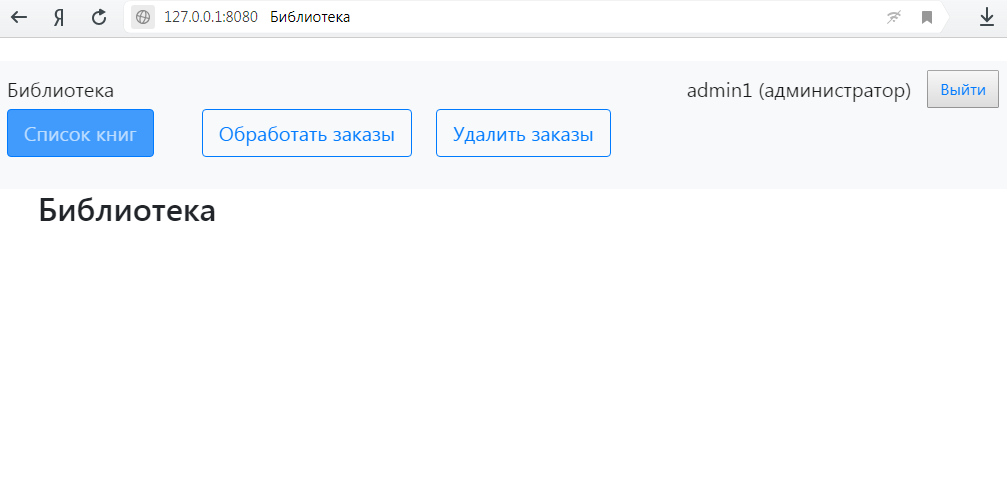 Я 127.0.0.1:8080 Библиотека
Библиотека admin1 (администратор) Выйти
Список книг Обработать заказы Удалить заказы
Библиотека